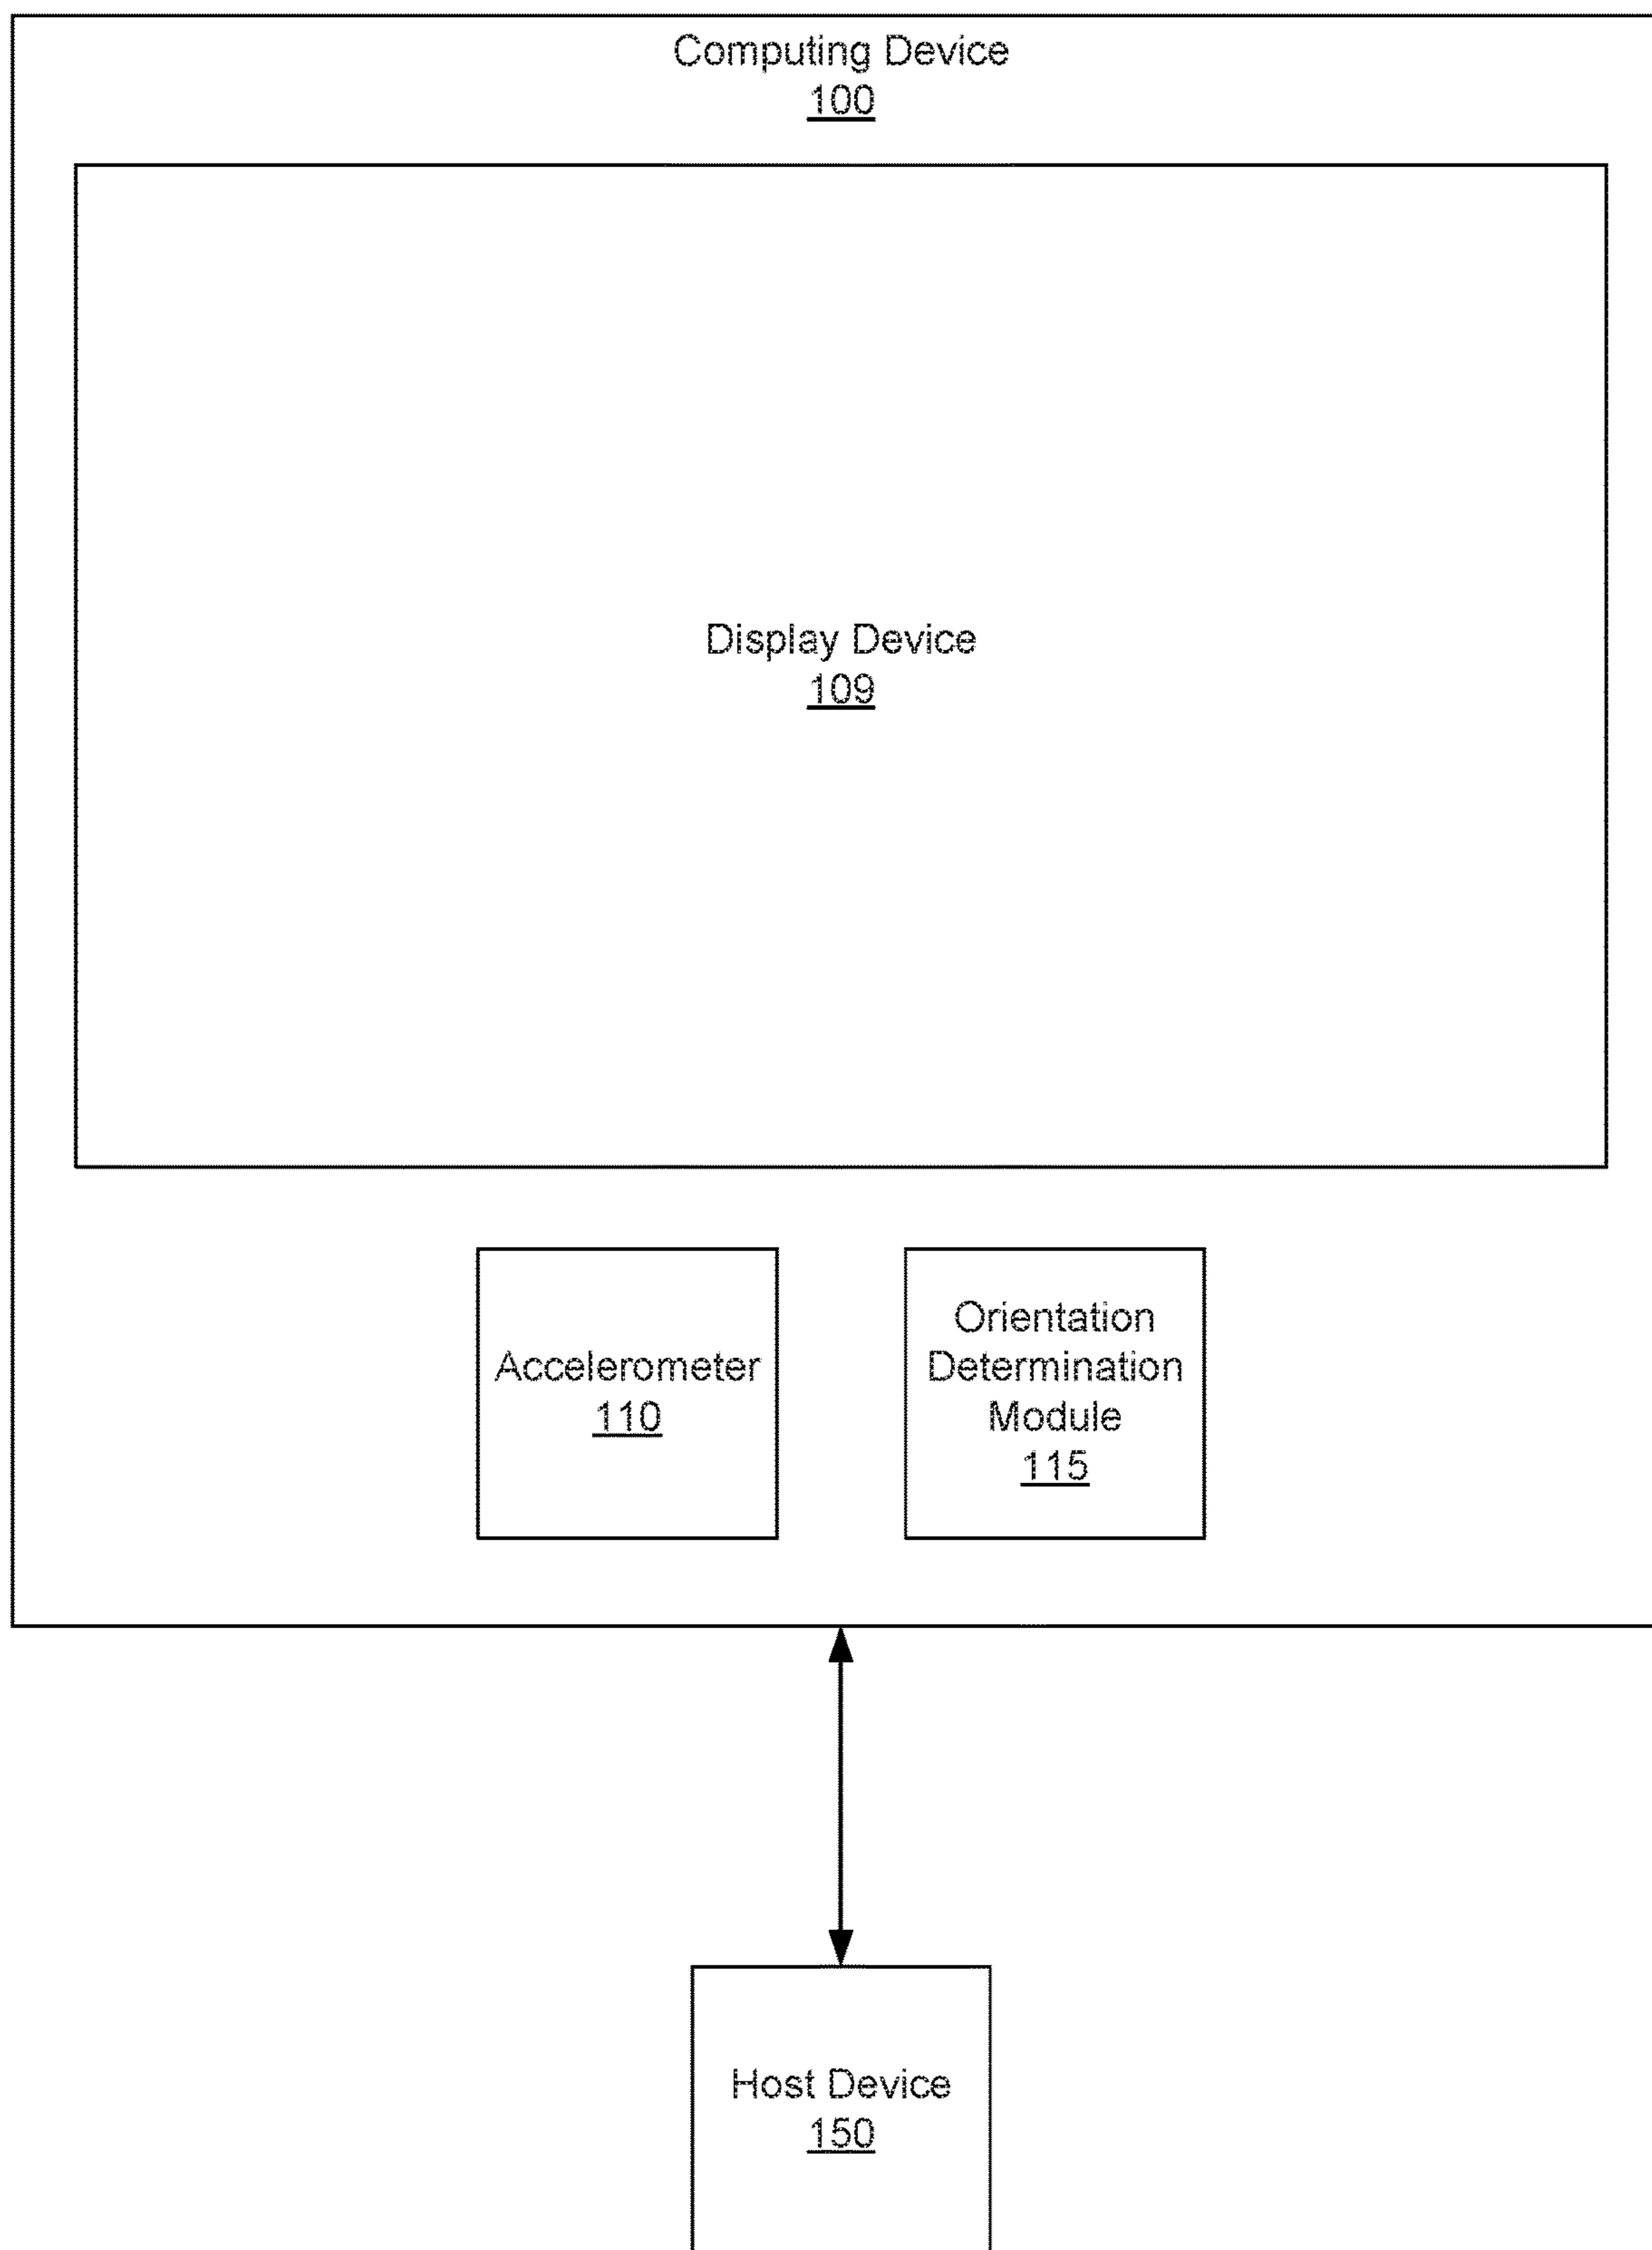 Computing Device
100
Display Device
109
Accelerometer
110
Orientation
Determination
Module
115
Host Device
150